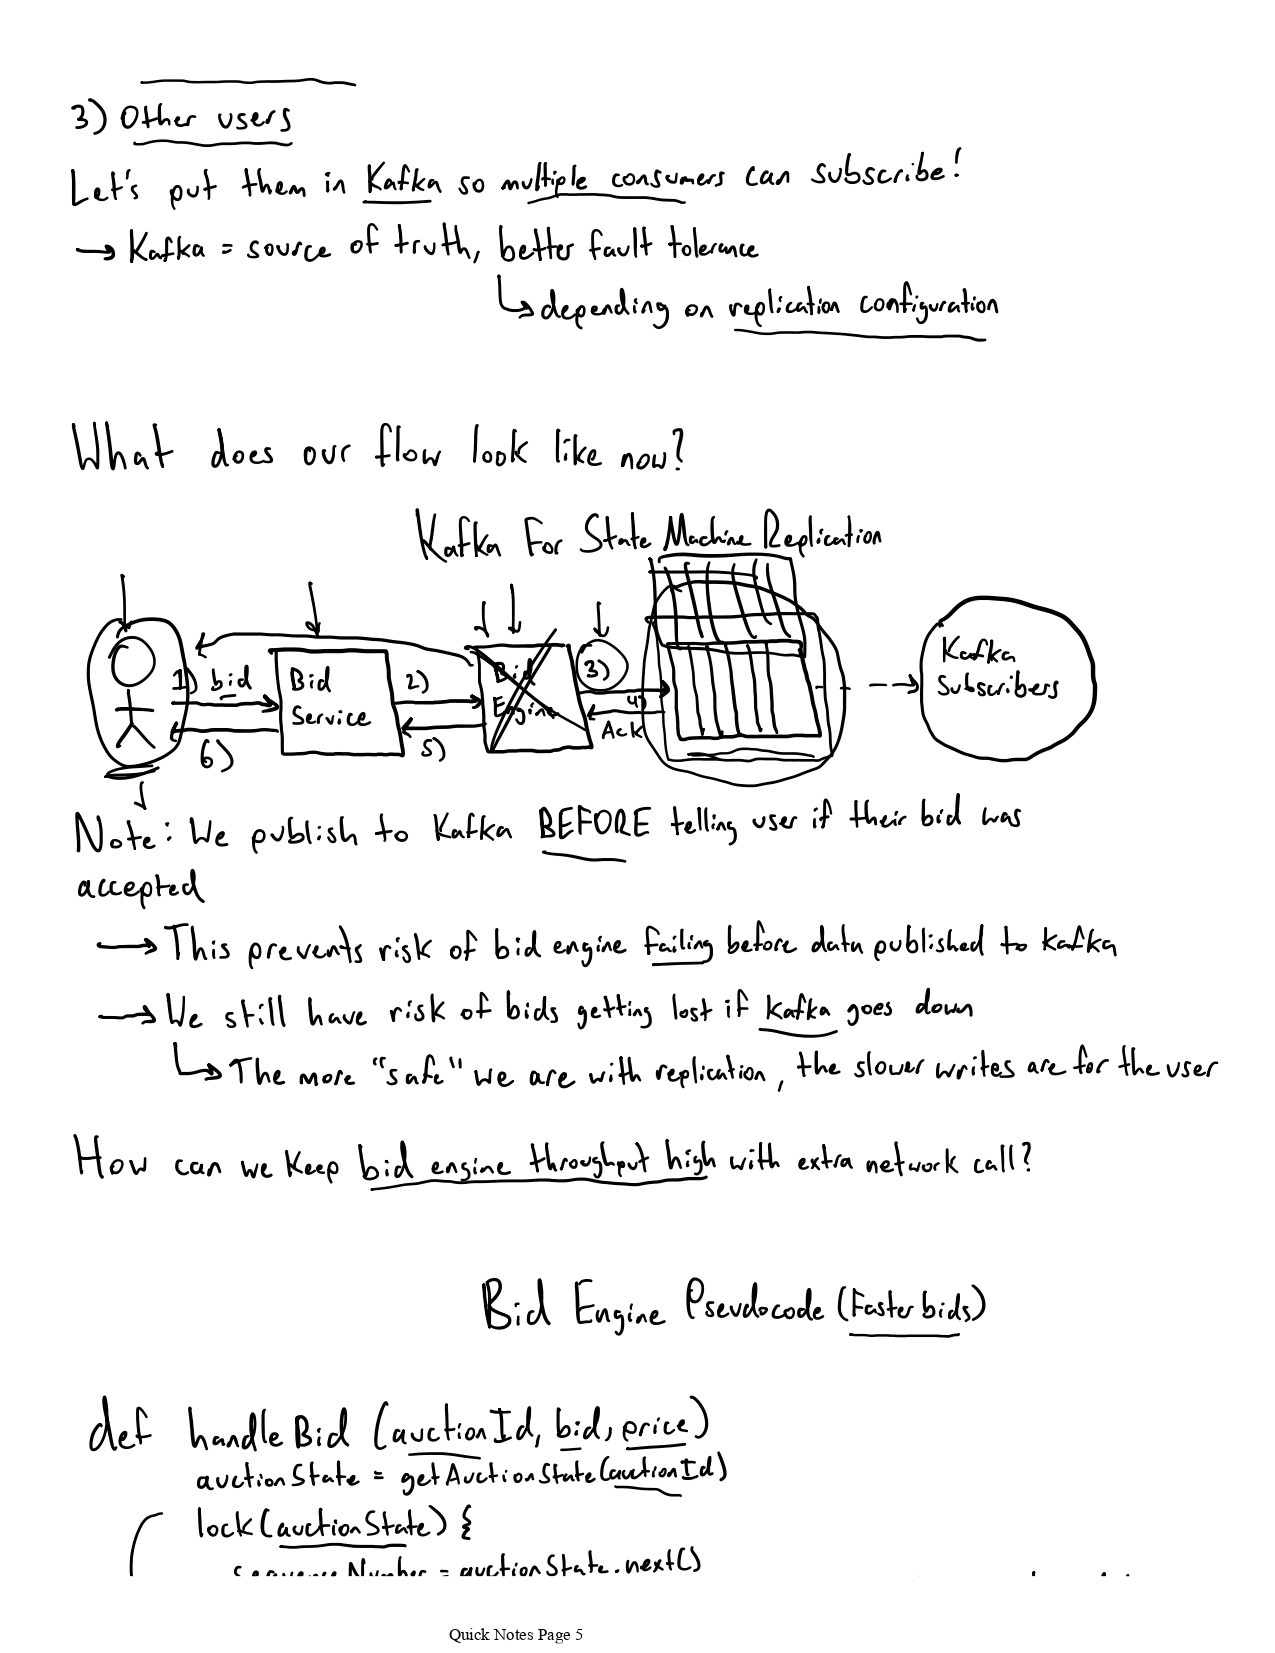 3) Other users
Let's put them in Kafka so multiple consumers can subscribe!
→ Kafka = source of truth, better fault tolerance
↳ depending on replication configuration
What does our flow look like now?
Kafka For State Machine Replication
1) bid
Bid
Service
2)
Bid
Engine
3)
4)
Ack
5)
6)
Kafka
Subscribers
Note: We publish to Kafka BEFORE telling user if their bid was
accepted
→ This prevents risk of bid engine failing before data published to Kafka
→ We still have risk of bids getting lost if Kafka goes down
↳ The more "safe" we are with replication, the slower writes are for the user
How can we keep bid engine throughput high with extra network call?
Bid Engine Pseudocode (Faster bids)
def handleBid (auctionId, bid, price)
auctionState = getAuctionState(auctionId)
lock(auctionState) {
sequenceNumber = auctionState.next()
Quick Notes Page 5